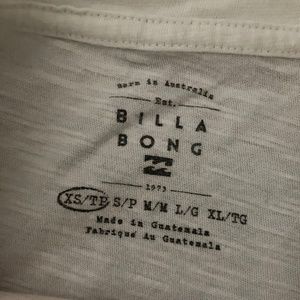 Born in Australia
Est.
BILLA
BONG
1973
XS/TP S/P M/M L/G XL/TG
Made in Guatemala
Fabriqué Au Guatemala